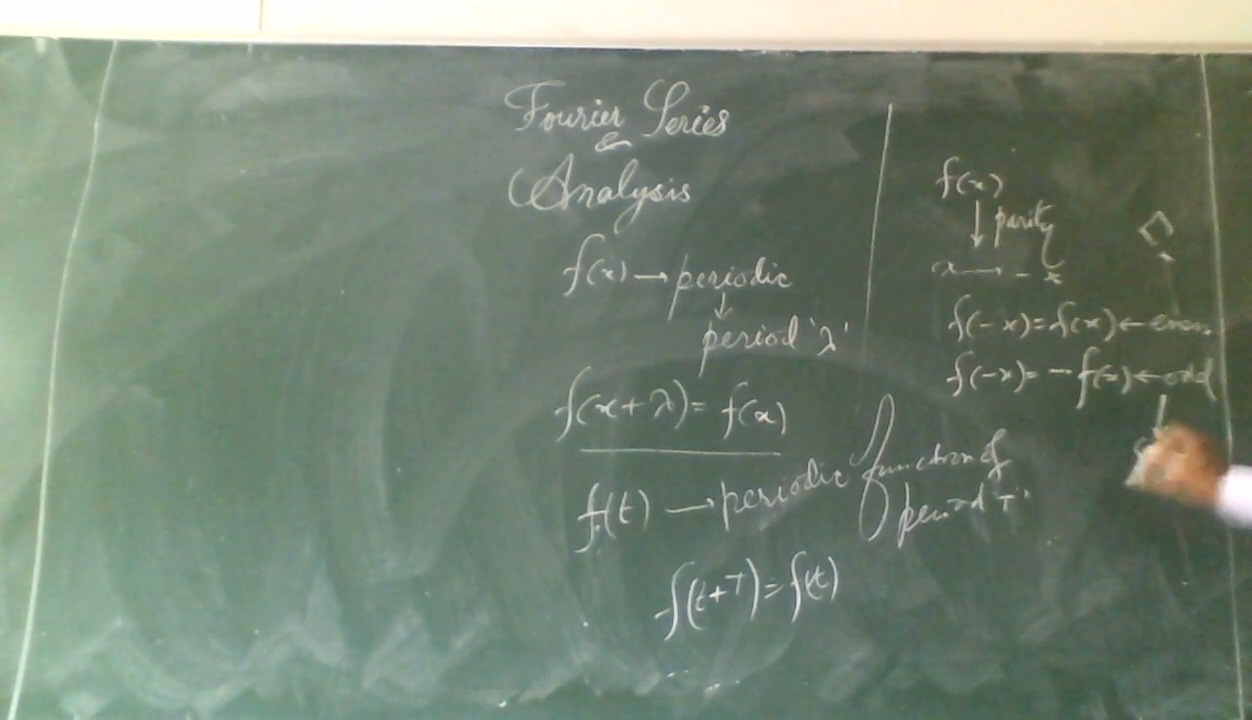 Fourier Series
&
Analysis
f(x) → periodic
↓
period 'λ'
f(x+λ) = f(x)
f(t) → periodic function of
period 'T'
f(t+T) = f(t)
f(x)
↓ parity
x → - x
f(-x) = f(x) ← even
f(-x) = - f(x) ← odd